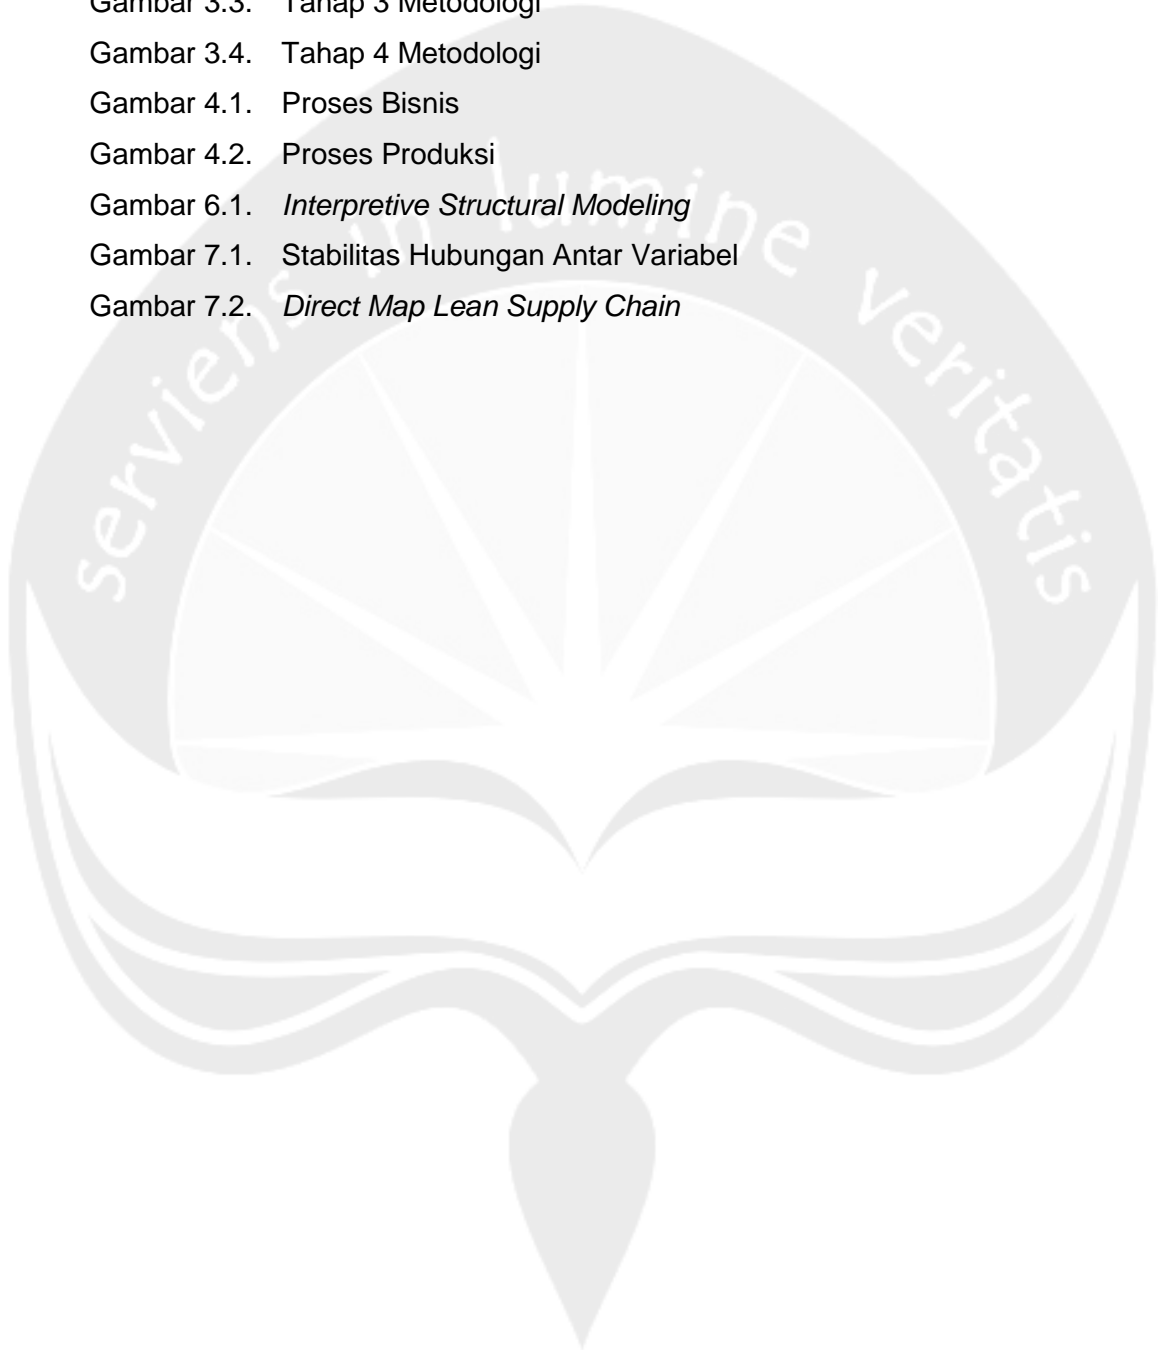 Gambar 3.3. Tahap 3 Metodologi
Gambar 3.4. Tahap 4 Metodologi
Gambar 4.1. Proses Bisnis
Gambar 4.2. Proses Produksi
Gambar 6.1. Interpretive Structural Modeling
Gambar 7.1. Stabilitas Hubungan Antar Variabel
Gambar 7.2. Direct Map Lean Supply Chain
serviens in lumine veritatis